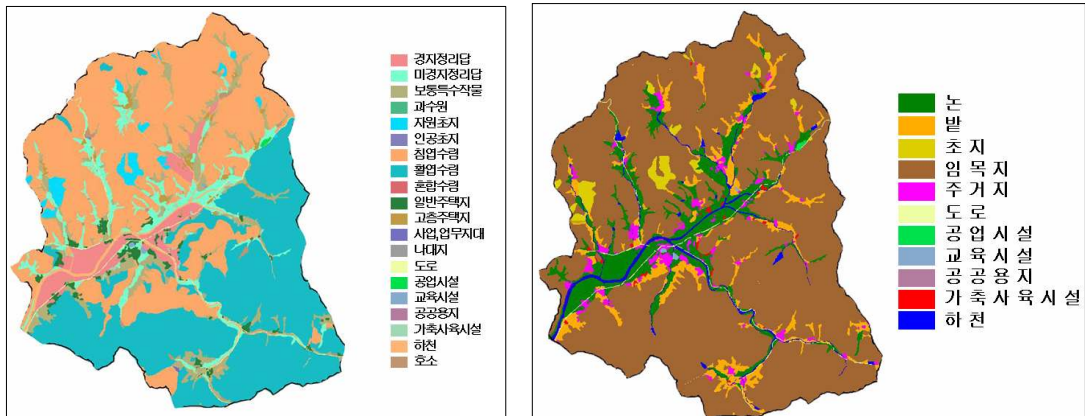 경지정리답
미경지정리답
보통특수작물
과수원
자원초지
인공초지
침엽수림
활엽수림
혼합수림
일반주택지
고층주택지
사업,업무지대
나대지
도로
공업시설
교육시설
공공용지
가축사육시설
하천
호소
논
밭
초 지
임 목 지
주 거 지
도 로
공 업 시 설
교 육 시 설
공 공 용 지
가 축 사 육 시 설
하 천